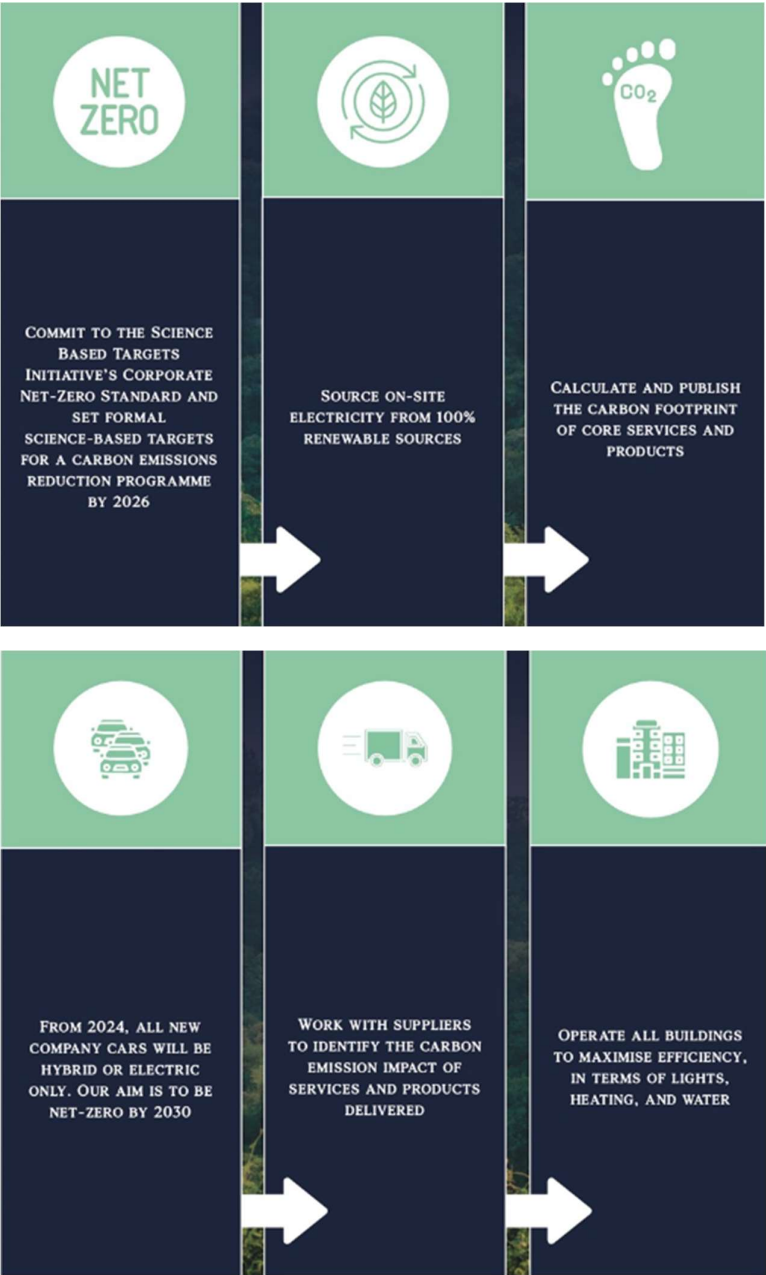 NET
ZERO
CO₂
Commit to the Science
Based Targets
Initiative's Corporate
Net-Zero Standard and
set formal
science-based targets
for a carbon emissions
reduction programme
by 2026
Source on-site
electricity from 100%
renewable sources
Calculate and publish
the carbon footprint
of core services and
products
From 2024, all new
company cars will be
hybrid or electric
only. Our aim is to be
net-zero by 2030
Work with suppliers
to identify the carbon
emission impact of
services and products
delivered
Operate all buildings
to maximise efficiency,
in terms of lights,
heating, and water